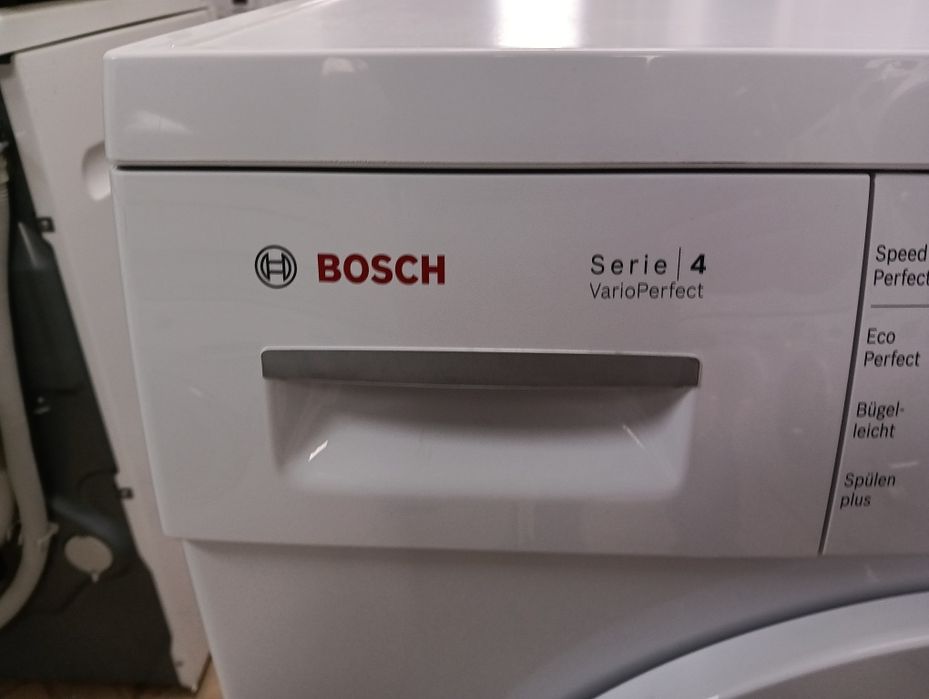 BOSCH
Serie | 4
VarioPerfect
Speed
Perfect
Eco
Perfect
Bügel-
leicht
Spülen
plus